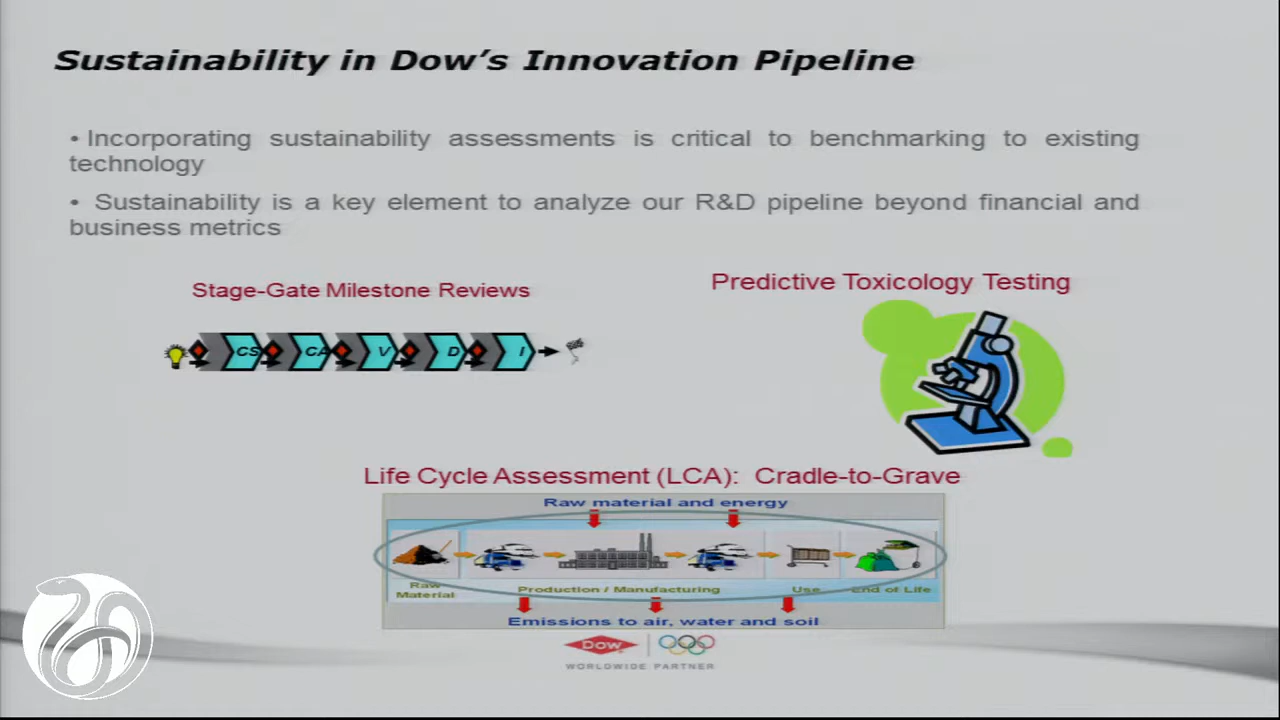 Sustainability in Dow's Innovation Pipeline
• Incorporating sustainability assessments is critical to benchmarking to existing
technology
• Sustainability is a key element to analyze our R&D pipeline beyond financial and
business metrics
Stage-Gate Milestone Reviews
Predictive Toxicology Testing
CS CA V D I
Life Cycle Assessment (LCA): Cradle-to-Grave
Raw material and energy
Raw
Material
Production / Manufacturing
Use
End of Life
Emissions to air, water and soil
Dow
WORLDWIDE PARTNER